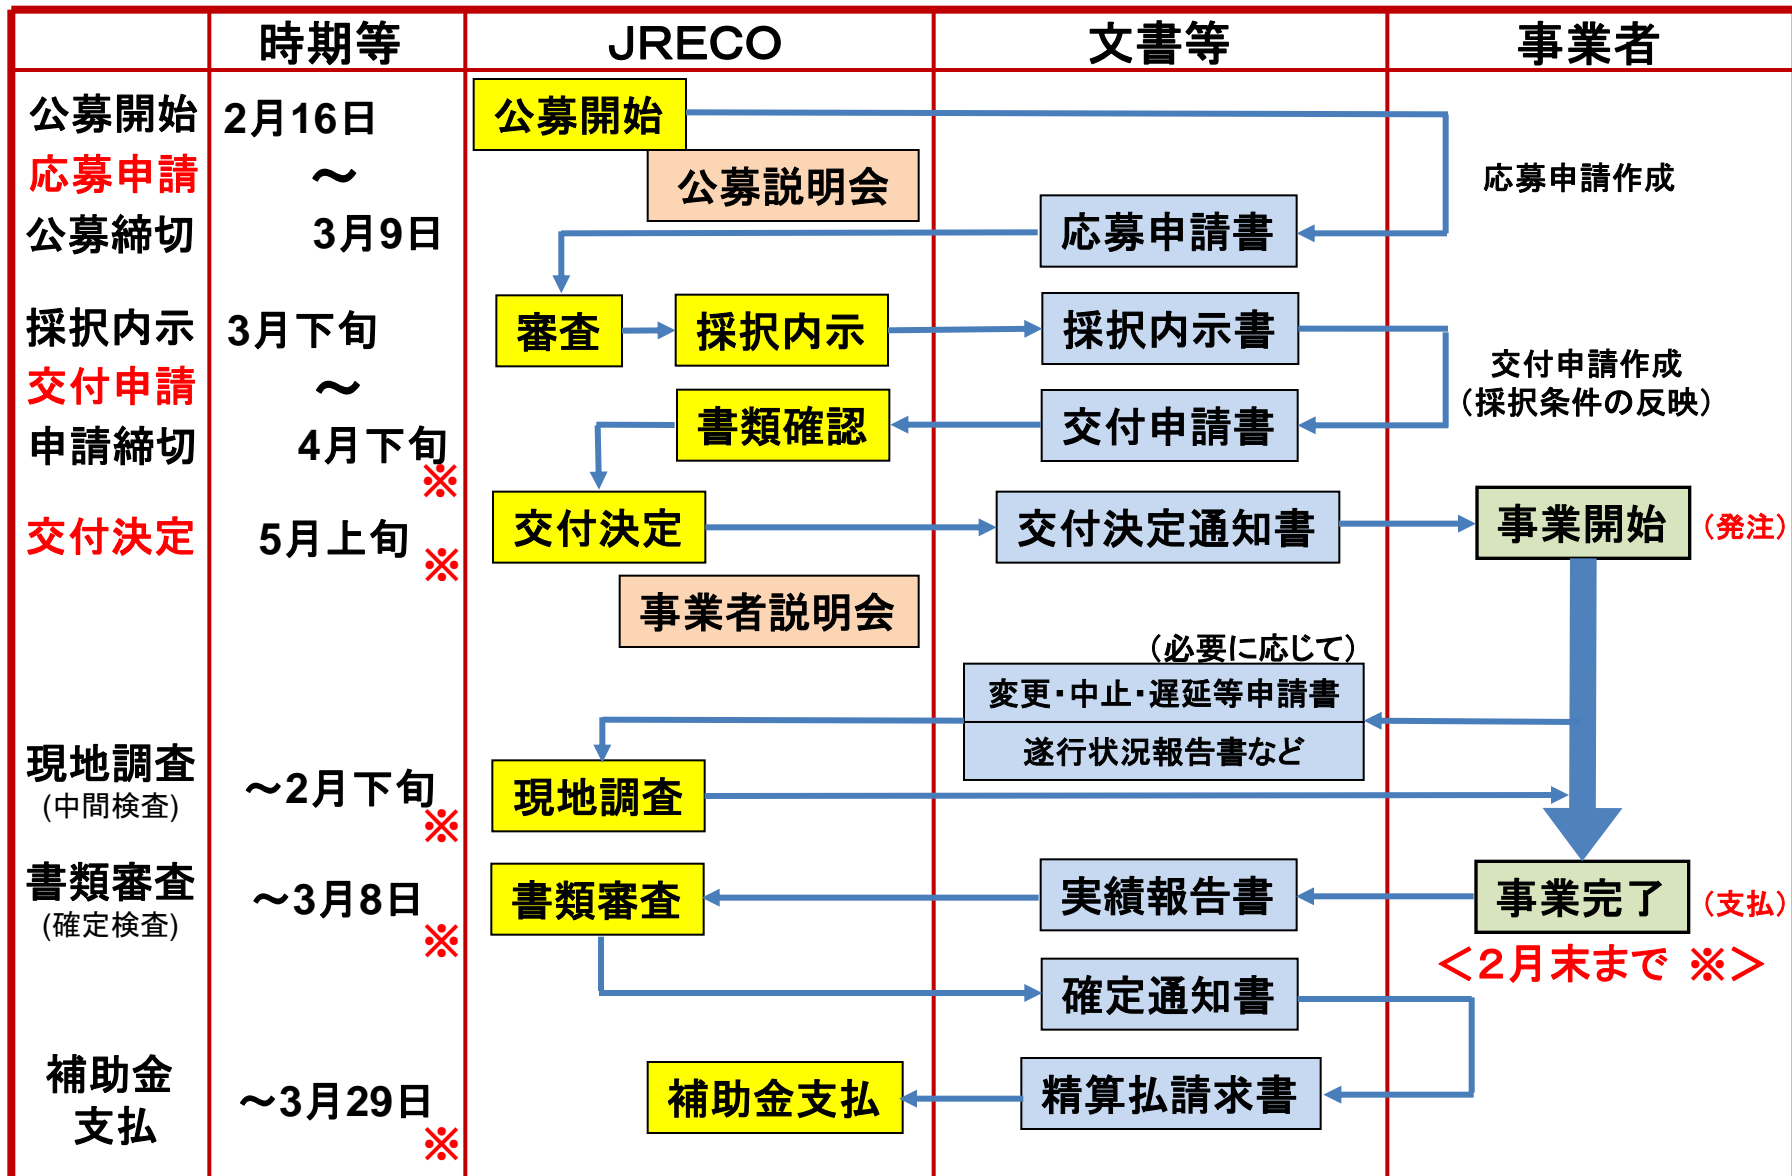 時期等
JRECO
文書等
事業者
公募開始
2月16日
公募開始
応募申請
～
公募説明会
応募申請作成
公募締切
3月9日
応募申請書
採択内示
3月下旬
審査
採択内示
採択内示書
交付申請
～
交付申請作成
（採択条件の反映）
書類確認
交付申請書
申請締切
4月下旬
※
交付決定
5月上旬
※
交付決定
交付決定通知書
事業開始
（発注）
事業者説明会
（必要に応じて）
変更・中止・遅延等申請書
遂行状況報告書など
現地調査
(中間検査)
～2月下旬
※
現地調査
書類審査
(確定検査)
～3月8日
※
書類審査
実績報告書
事業完了
（支払）
＜2月末まで ※＞
確定通知書
補助金
支払
～3月29日
※
補助金支払
精算払請求書